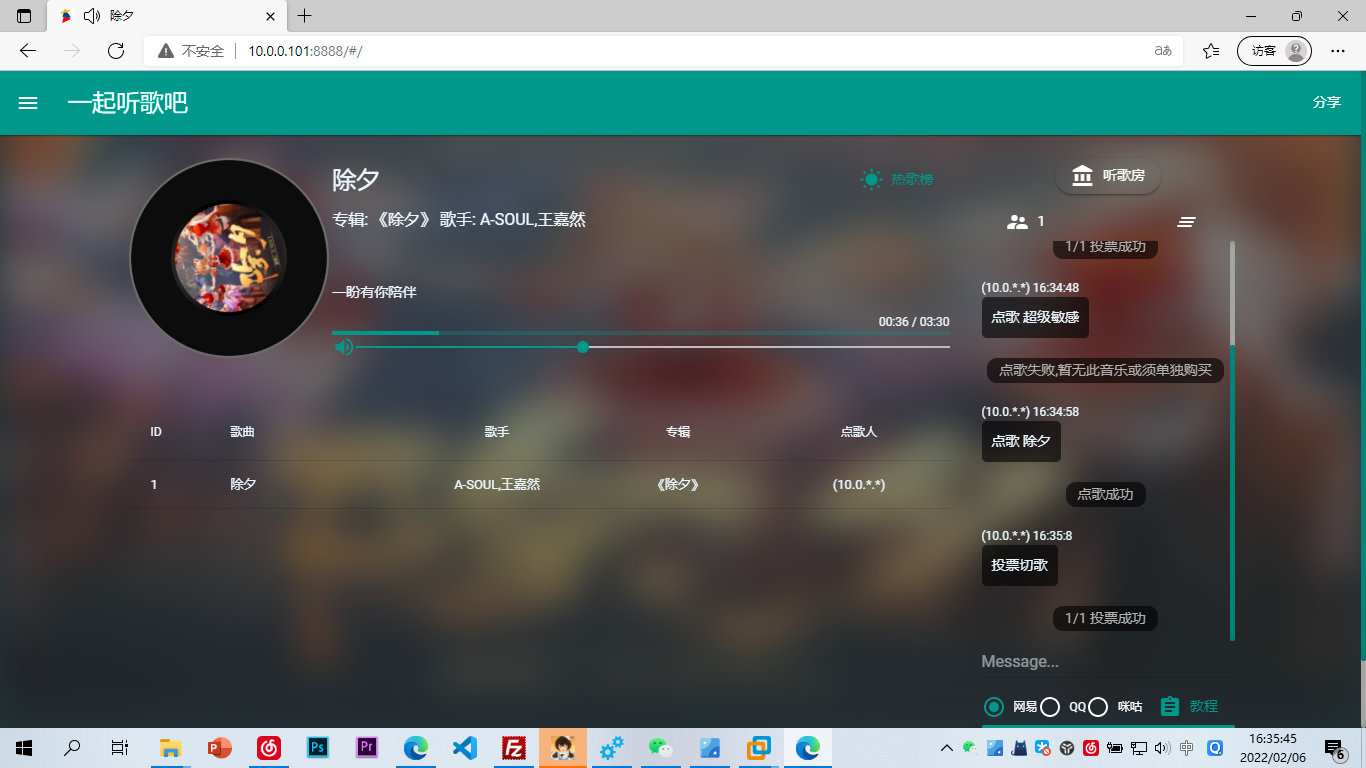 除夕
不安全
10.0.0.101:8888/#/
aあ
访客
一起听歌吧
分享
除夕
热歌榜
专辑: 《除夕》 歌手: A-SOUL,王嘉然
一盼有你陪伴
00:36 / 03:30
ID 歌曲 歌手 专辑 点歌人
1 除夕 A-SOUL,王嘉然 《除夕》 (10.0.*.*)
听歌房
1
1/1 投票成功
(10.0.*.*) 16:34:48
点歌 超级敏感
点歌失败,暂无此音乐或须单独购买
(10.0.*.*) 16:34:58
点歌 除夕
点歌成功
(10.0.*.*) 16:35:8
投票切歌
1/1 投票成功
Message...
网易 QQ 咪咕 教程
Ps
Pr
中
16:35:45
2022/02/06
6